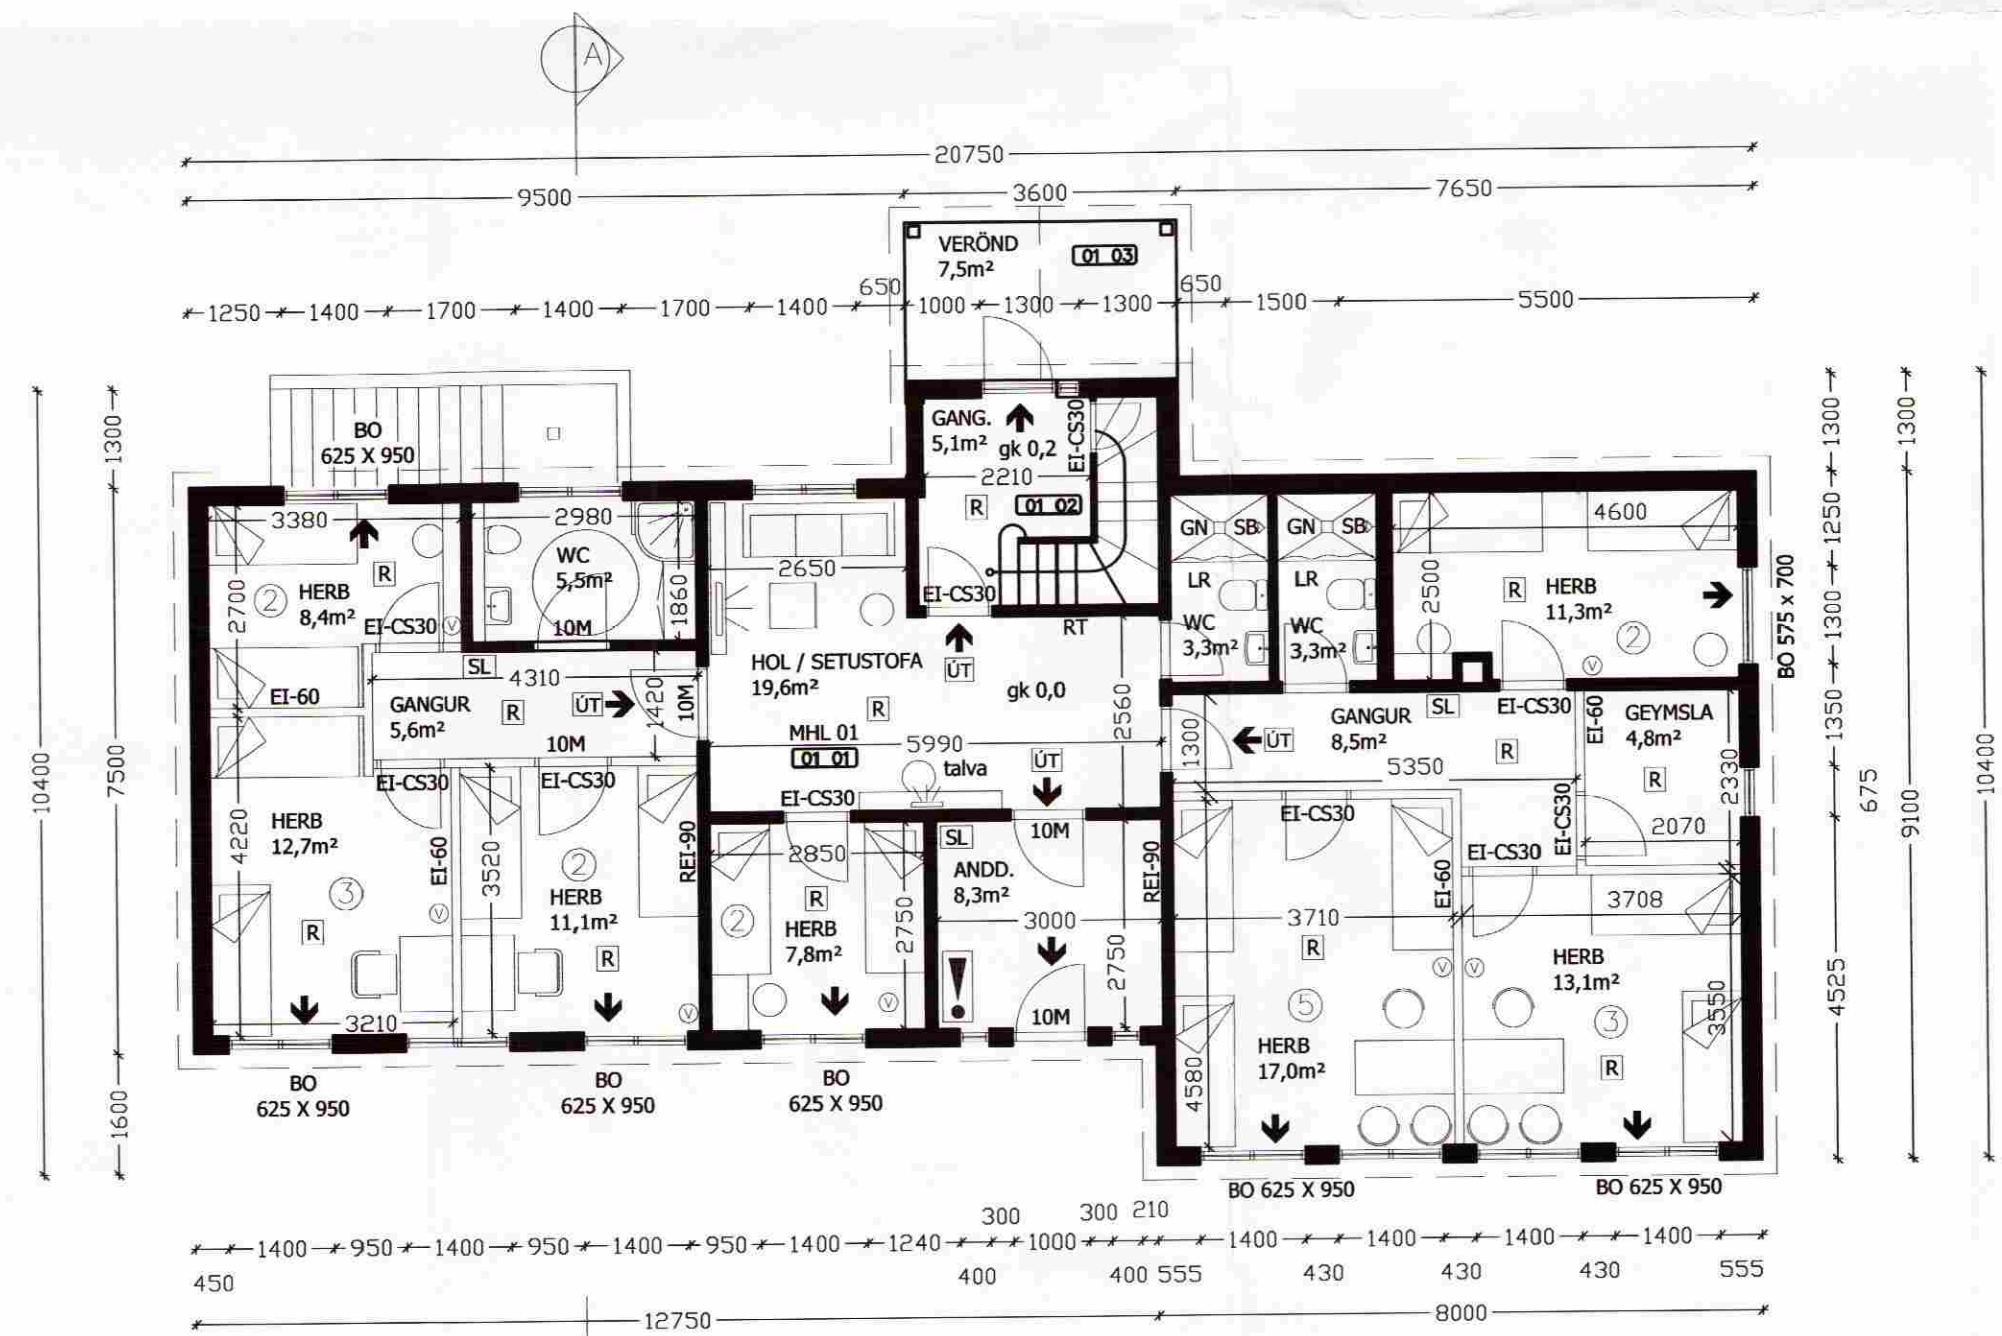 A
20750
9500 3600 7650
VERÖND
7,5m²
01 03
1250 1400 1700 1400 1700 1400 650 1000 1300 1300 650 1500 5500
BO
625 X 950
GANG.
5,1m²
gk 0,2
EI-CS30
2210
R
01 02
EI-CS30
RT
3380
2700
2
HERB
8,4m²
R
EI-CS30
V
2980
WC
5,5m²
1860
10M
2650
HOL / SETUSTOFA
19,6m²
R
ÚT
gk 0,0
2560
MHL 01
01 01
5990
talva
ÚT
EI-CS30
GN SB
LR
WC
3,3m²
GN SB
LR
WC
3,3m²
4600
2500
R
HERB
11,3m²
2
V
BO 575 x 700
EI-60
SL
4310
GANGUR
5,6m²
R
ÚT
1420
10M
10M
EI-CS30
EI-CS30
1300
ÚT
GANGUR
8,5m²
SL
R
EI-CS30
5350
EI-60
GEYMSLA
4,8m²
R
2330
2070
EI-CS30
EI-CS30
EI-CS30
HERB
12,7m²
4220
3
R
EI-60
V
3210
3520
2
HERB
11,1m²
R
V
REI-90
2850
2
R
HERB
7,8m²
2750
V
SL
10M
ANDD.
8,3m²
3000
2750
10M
REI-90
3710
R
5
HERB
17,0m²
4580
EI-60
V
V
3708
HERB
13,1m²
3
R
3550
BO
625 X 950
BO
625 X 950
BO
625 X 950
BO 625 X 950
BO 625 X 950
10400
1300
7500
1600
1300
1250
1300
1350
675
4525
1300
9100
10400
300 300 210
1400 950 1400 950 1400 950 1400 1240 1000 1400 1400 1400 1400
450 400 400 555 430 430 430 555
12750 8000